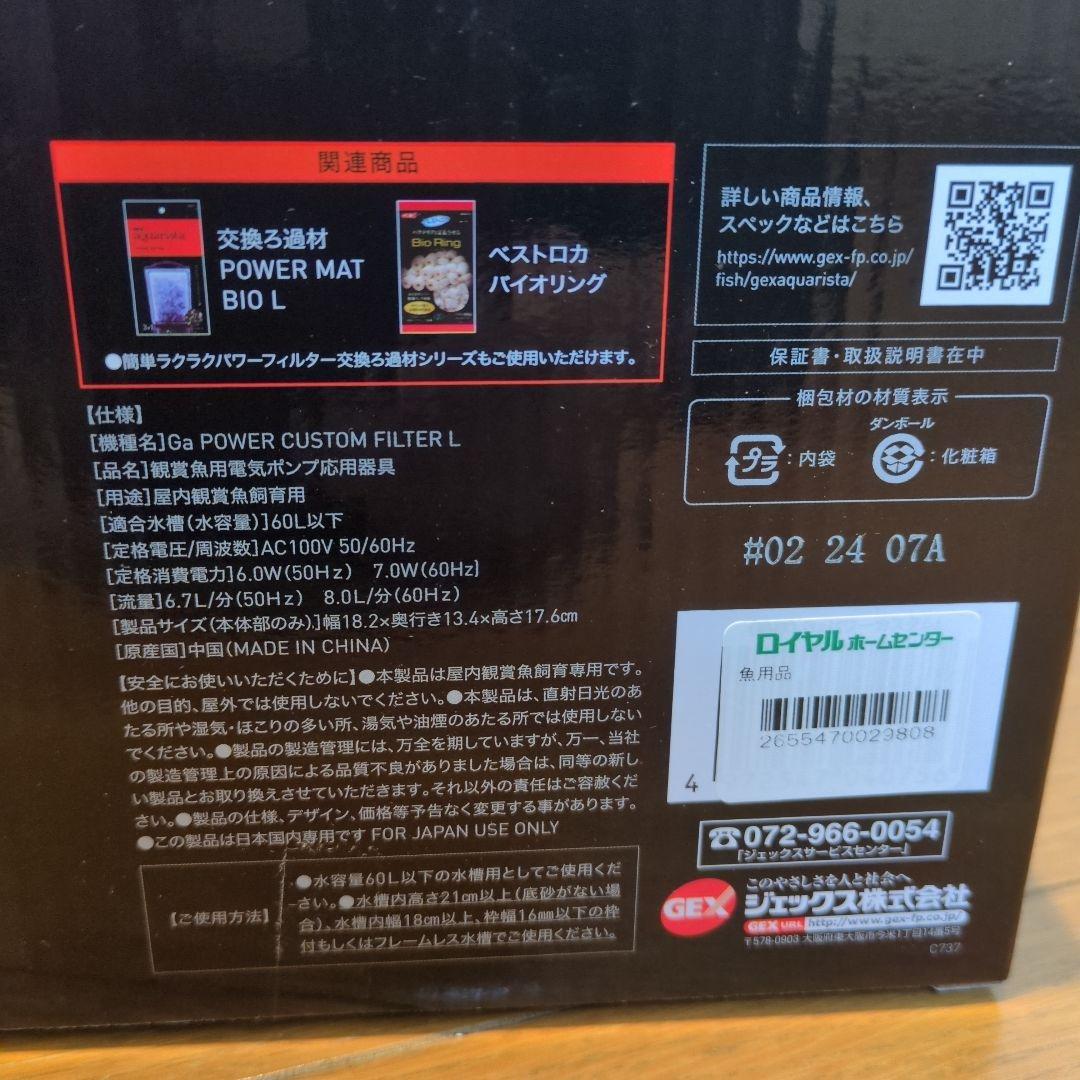 関連商品
aquarista
交換ろ過材
POWER MAT
BIO L
Bio Ring
ベストロカ
バイオリング
●簡単ラクラクパワーフィルター交換ろ過材シリーズもご使用いただけます。
詳しい商品情報、
スペックなどはこちら
https://www.gex-fp.co.jp/
fish/gexaquarista/
保証書・取扱説明書在中
梱包材の材質表示
ダンボール
プラ:内袋
:化粧箱
【仕様】
[機種名]Ga POWER CUSTOM FILTER L
[品名]観賞魚用電気ポンプ応用器具
[用途]屋内観賞魚飼育用
[適合水槽(水容量)]60L以下
[定格電圧/周波数]AC100V 50/60Hz
[定格消費電力]6.0W(50Hz) 7.0W(60Hz)
[流量]6.7L/分(50Hz) 8.0L/分(60Hz)
[製品サイズ(本体部のみ)]幅18.2×奥行き13.4×高さ17.6cm
[原産国]中国(MADE IN CHINA)
【安全にお使いいただくために】●本製品は屋内観賞魚飼育専用です。
他の目的、屋外では使用しないでください。●本製品は、直射日光のあ
たる所や湿気・ほこりの多い所、湯気や油煙のあたる所では使用しない
でください。●製品の製造管理には、万全を期していますが、万一、当社
の製造管理上の原因による品質不良がありました場合は、同等の新し
い製品とお取り換えさせていただきます。それ以外の責任はご容赦くだ
さい。●製品の仕様、デザイン、価格等予告なく変更する事があります。
●この製品は日本国内専用です FOR JAPAN USE ONLY
【ご使用方法】
●水容量60L以下の水槽用としてご使用くだ
さい。●水槽内高さ21cm以上(底砂がない場
合)、水槽内幅18cm以上、枠幅16mm以下の枠
付もしくはフレームレス水槽でご使用ください。
#02 24 07A
ロイヤルホームセンター
魚用品
2655470029808
4
☎072-966-0054
「ジェックスサービスセンター」
このやさしさを人と社会へ
GEX ジェックス株式会社
GEX URL http://www.gex-fp.co.jp/
〒578-0903 大阪府東大阪市今米1丁目14番5号
C737